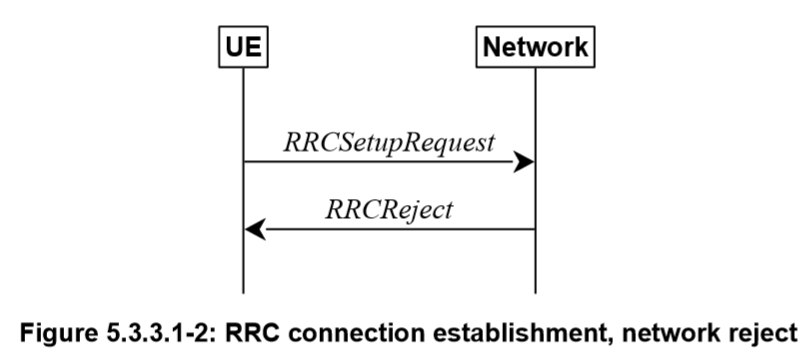 UE
Network
RRCSetupRequest
RRCReject
Figure 5.3.3.1-2: RRC connection establishment, network reject